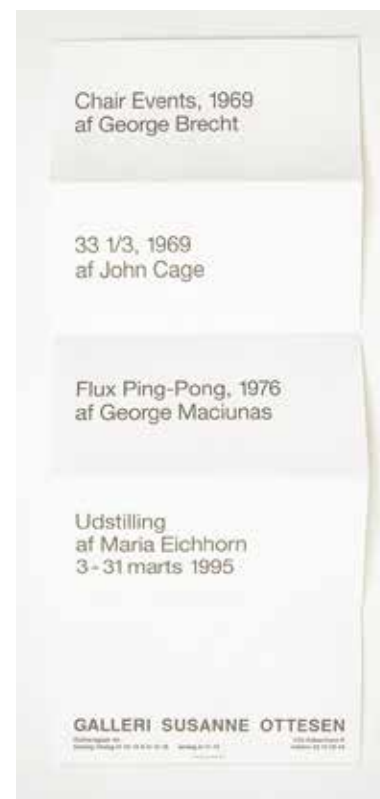 Chair Events, 1969
af George Brecht
33 1/3, 1969
af John Cage
Flux Ping-Pong, 1976
af George Maciunas
Udstilling
af Maria Eichhorn
3 - 31 marts 1995
GALLERI SUSANNE OTTESEN